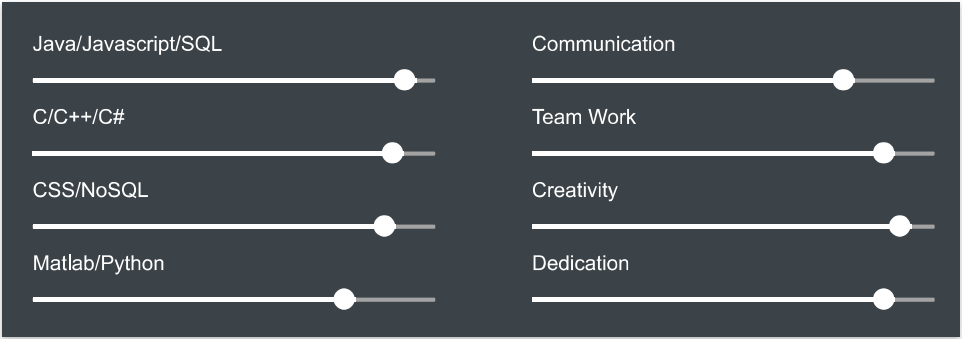 Java/Javascript/SQL
C/C++/C#
CSS/NoSQL
Matlab/Python
Communication
Team Work
Creativity
Dedication